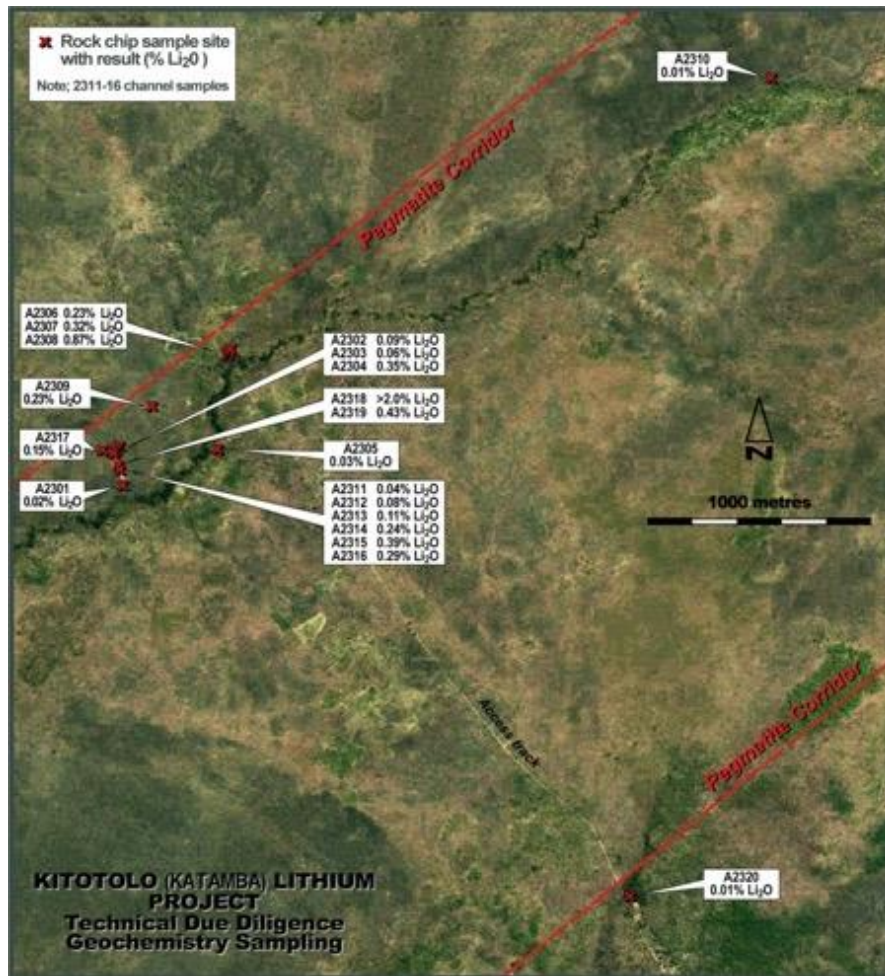 Rock chip sample site
with result (% Li₂0 )
Note; 2311-16 channel samples
A2310
0.01% Li₂O
Pegmatite Corridor
A2306 0.23% Li₂O
A2307 0.32% Li₂O
A2308 0.87% Li₂O
A2302 0.09% Li₂O
A2303 0.06% Li₂O
A2304 0.35% Li₂O
A2309
0.23% Li₂O
A2318 >2.0% Li₂O
A2319 0.43% Li₂O
A2317
0.15% Li₂O
A2305
0.03% Li₂O
A2301
0.02% Li₂O
A2311 0.04% Li₂O
A2312 0.08% Li₂O
A2313 0.11% Li₂O
A2314 0.24% Li₂O
A2315 0.39% Li₂O
A2316 0.29% Li₂O
N
1000 metres
Access track
Pegmatite Corridor
A2320
0.01% Li₂O
KITOTOLO (KATAMBA) LITHIUM
PROJECT
Technical Due Diligence
Geochemistry Sampling